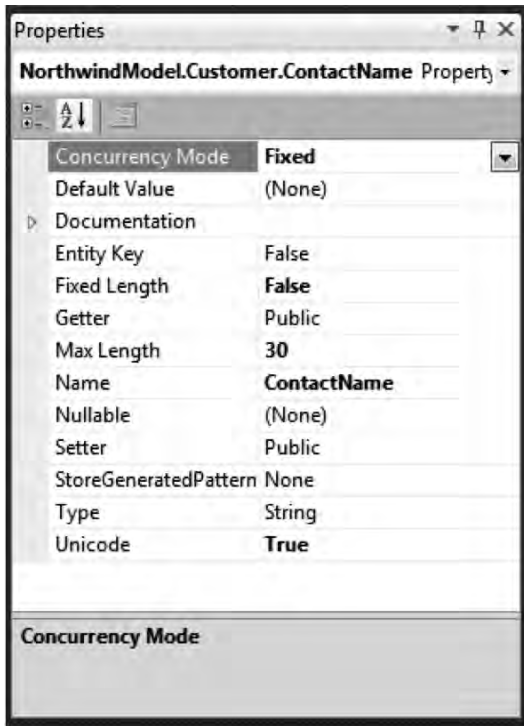 Properties
NorthwindModel.Customer.ContactName Property
Concurrency Mode Fixed
Default Value (None)
Documentation
Entity Key False
Fixed Length False
Getter Public
Max Length 30
Name ContactName
Nullable (None)
Setter Public
StoreGeneratedPattern None
Type String
Unicode True
Concurrency Mode